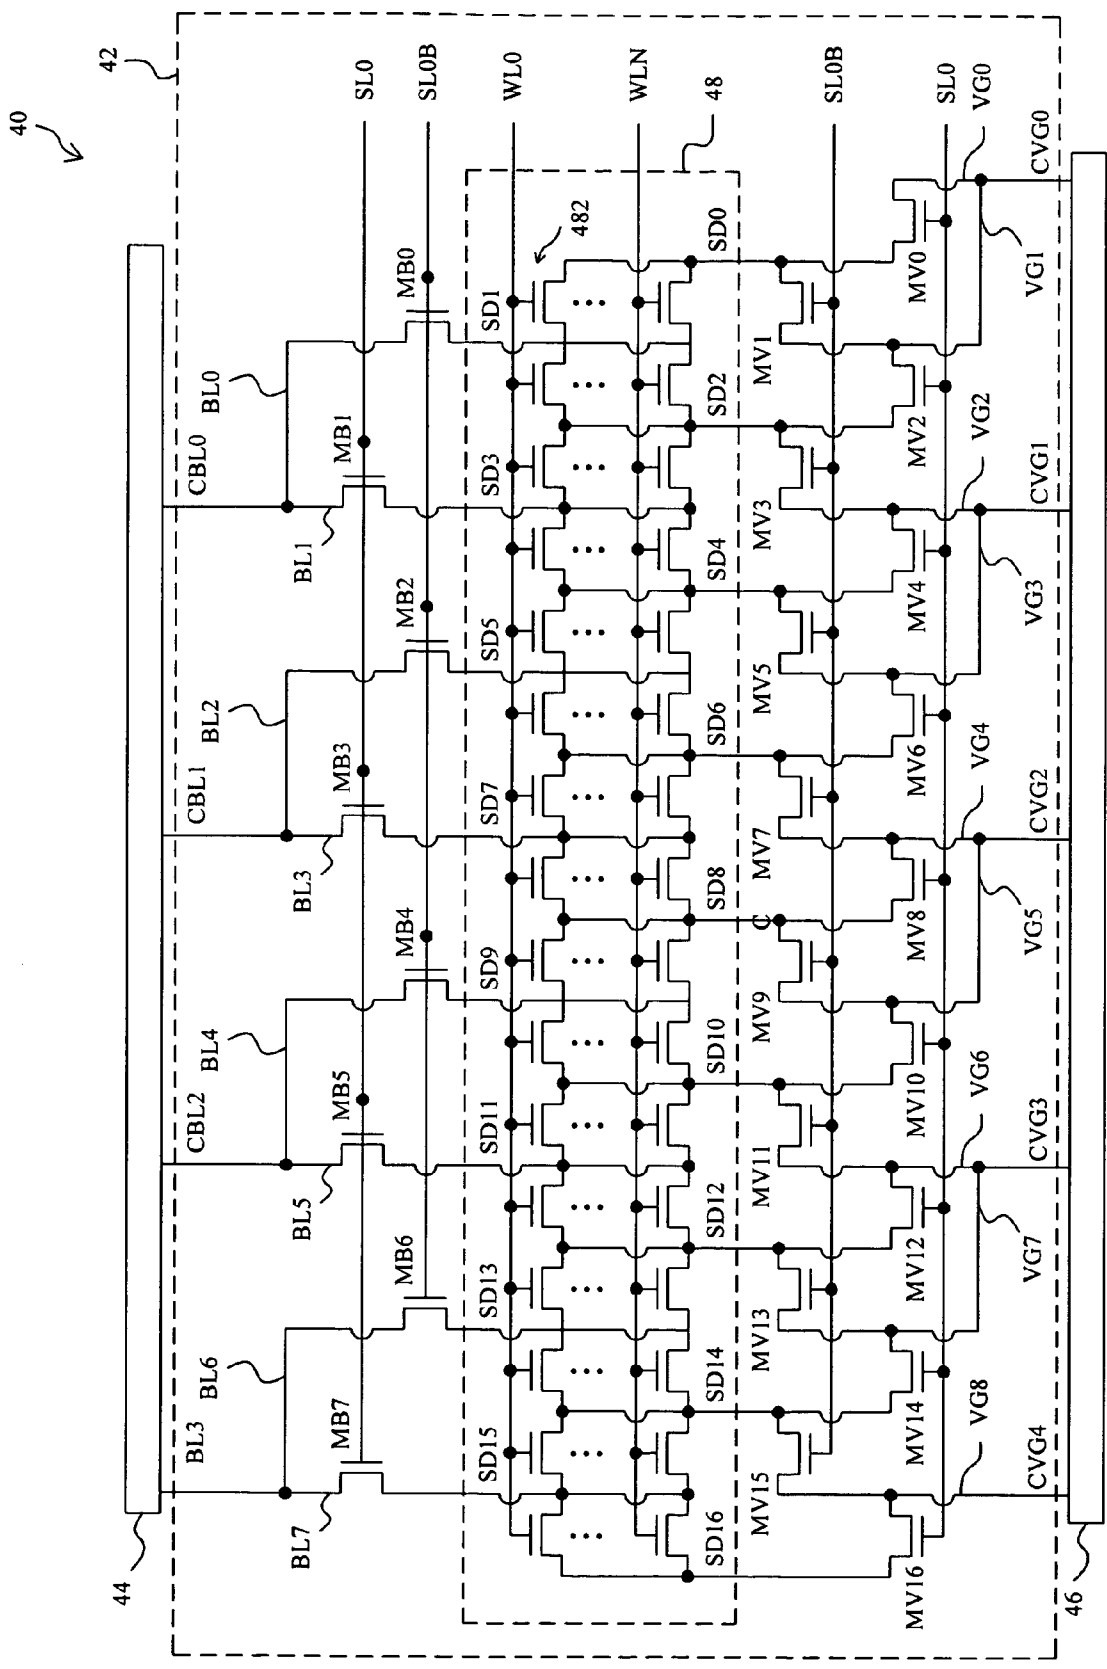 40
42
44
BL3 CBL2 CBL1 CBL0
BL6 BL4 BL2 BL0
BL7 BL5 BL3 BL1
MB7 MB5 MB3 MB1 SL0
MB6 MB4 MB2 MB0 SL0B
SD15 SD13 SD11 SD9 SD7 SD5 SD3 SD1 WL0
482
WLN
SD16 SD14 SD12 SD10 SD8 SD6 SD4 SD2 SD0 48
MV15 MV13 MV11 MV9 C MV7 MV5 MV3 MV1 SL0B
MV16 MV14 MV12 MV10 MV8 MV6 MV4 MV2 MV0 SL0
VG8 VG6 VG4 VG2 VG0
VG7 VG5 VG3 VG1
CVG4 CVG3 CVG2 CVG1 CVG0
46